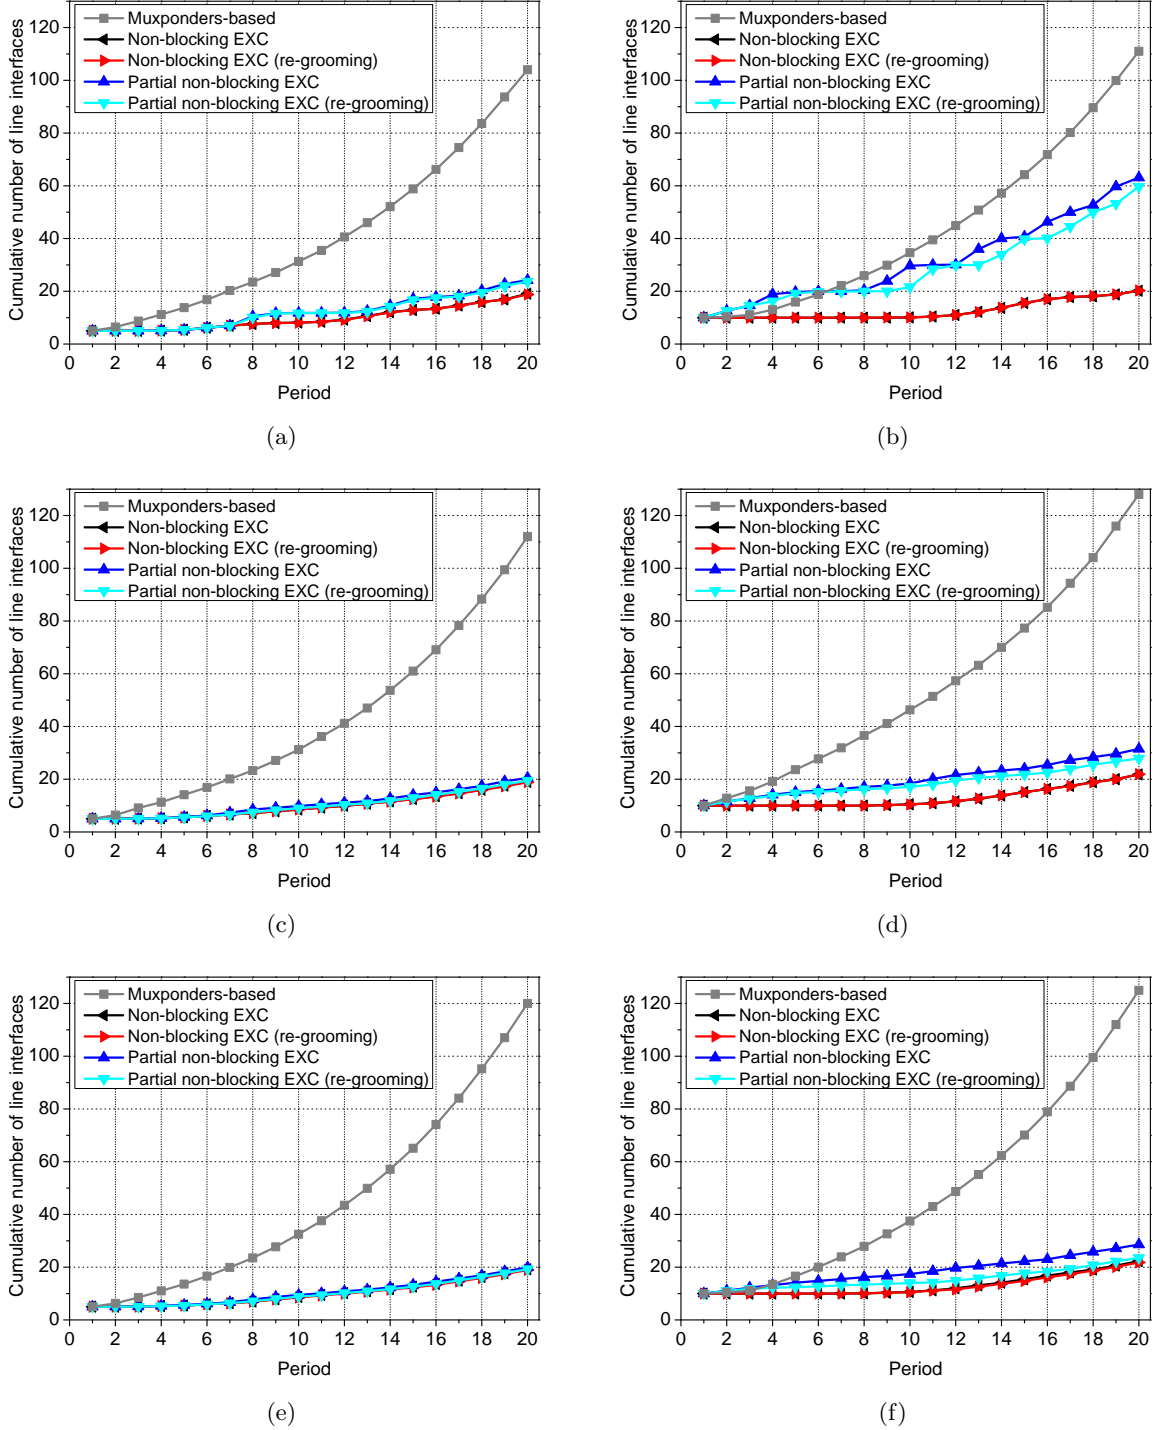 Cumulative number of line interfaces
120
100
80
60
40
20
0
Muxponders-based
Non-blocking EXC
Non-blocking EXC (re-grooming)
Partial non-blocking EXC
Partial non-blocking EXC (re-grooming)
0 2 4 6 8 10 12 14 16 18 20
Period
(a)
Cumulative number of line interfaces
120
100
80
60
40
20
0
Muxponders-based
Non-blocking EXC
Non-blocking EXC (re-grooming)
Partial non-blocking EXC
Partial non-blocking EXC (re-grooming)
0 2 4 6 8 10 12 14 16 18 20
Period
(b)
Cumulative number of line interfaces
120
100
80
60
40
20
0
Muxponders-based
Non-blocking EXC
Non-blocking EXC (re-grooming)
Partial non-blocking EXC
Partial non-blocking EXC (re-grooming)
0 2 4 6 8 10 12 14 16 18 20
Period
(c)
Cumulative number of line interfaces
120
100
80
60
40
20
0
Muxponders-based
Non-blocking EXC
Non-blocking EXC (re-grooming)
Partial non-blocking EXC
Partial non-blocking EXC (re-grooming)
0 2 4 6 8 10 12 14 16 18 20
Period
(d)
Cumulative number of line interfaces
120
100
80
60
40
20
0
Muxponders-based
Non-blocking EXC
Non-blocking EXC (re-grooming)
Partial non-blocking EXC
Partial non-blocking EXC (re-grooming)
0 2 4 6 8 10 12 14 16 18 20
Period
(e)
Cumulative number of line interfaces
120
100
80
60
40
20
0
Muxponders-based
Non-blocking EXC
Non-blocking EXC (re-grooming)
Partial non-blocking EXC
Partial non-blocking EXC (re-grooming)
0 2 4 6 8 10 12 14 16 18 20
Period
(f)